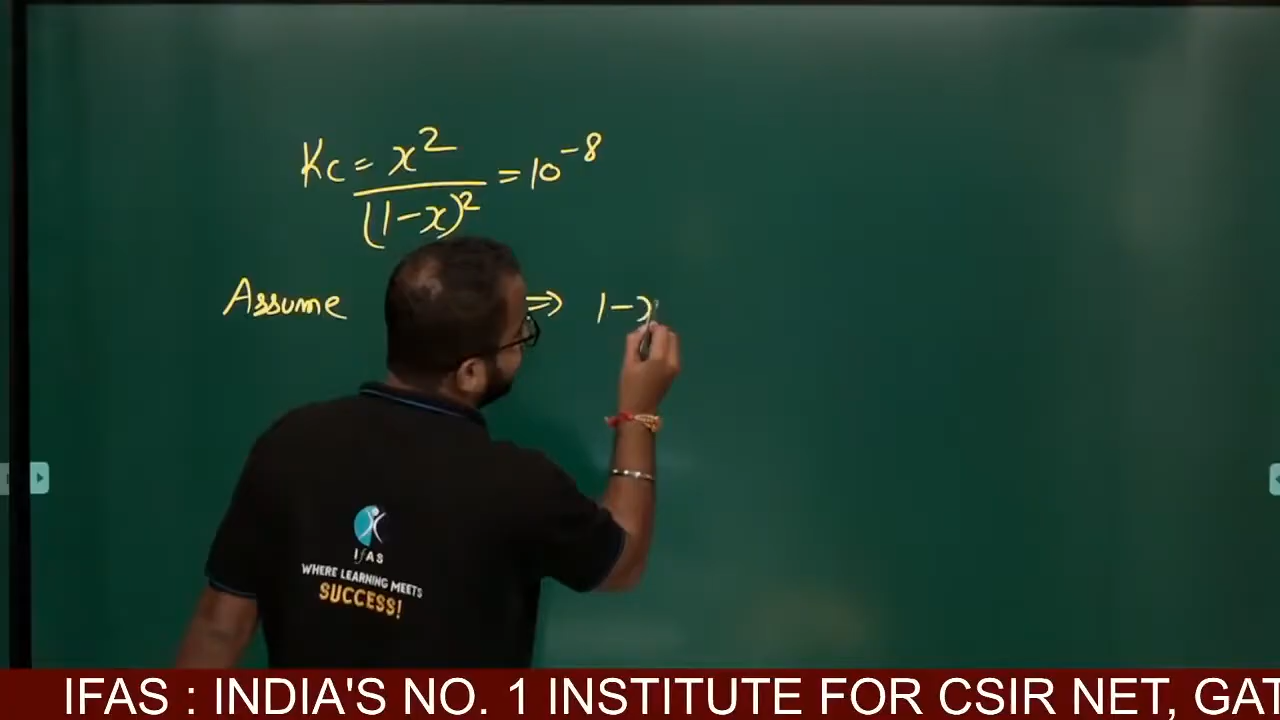 Kc = x² / (1-x)² = 10⁻⁸
Assume ⇒ 1-x
IFAS
WHERE LEARNING MEETS
SUCCESS!
IFAS : INDIA'S NO. 1 INSTITUTE FOR CSIR NET, GAT